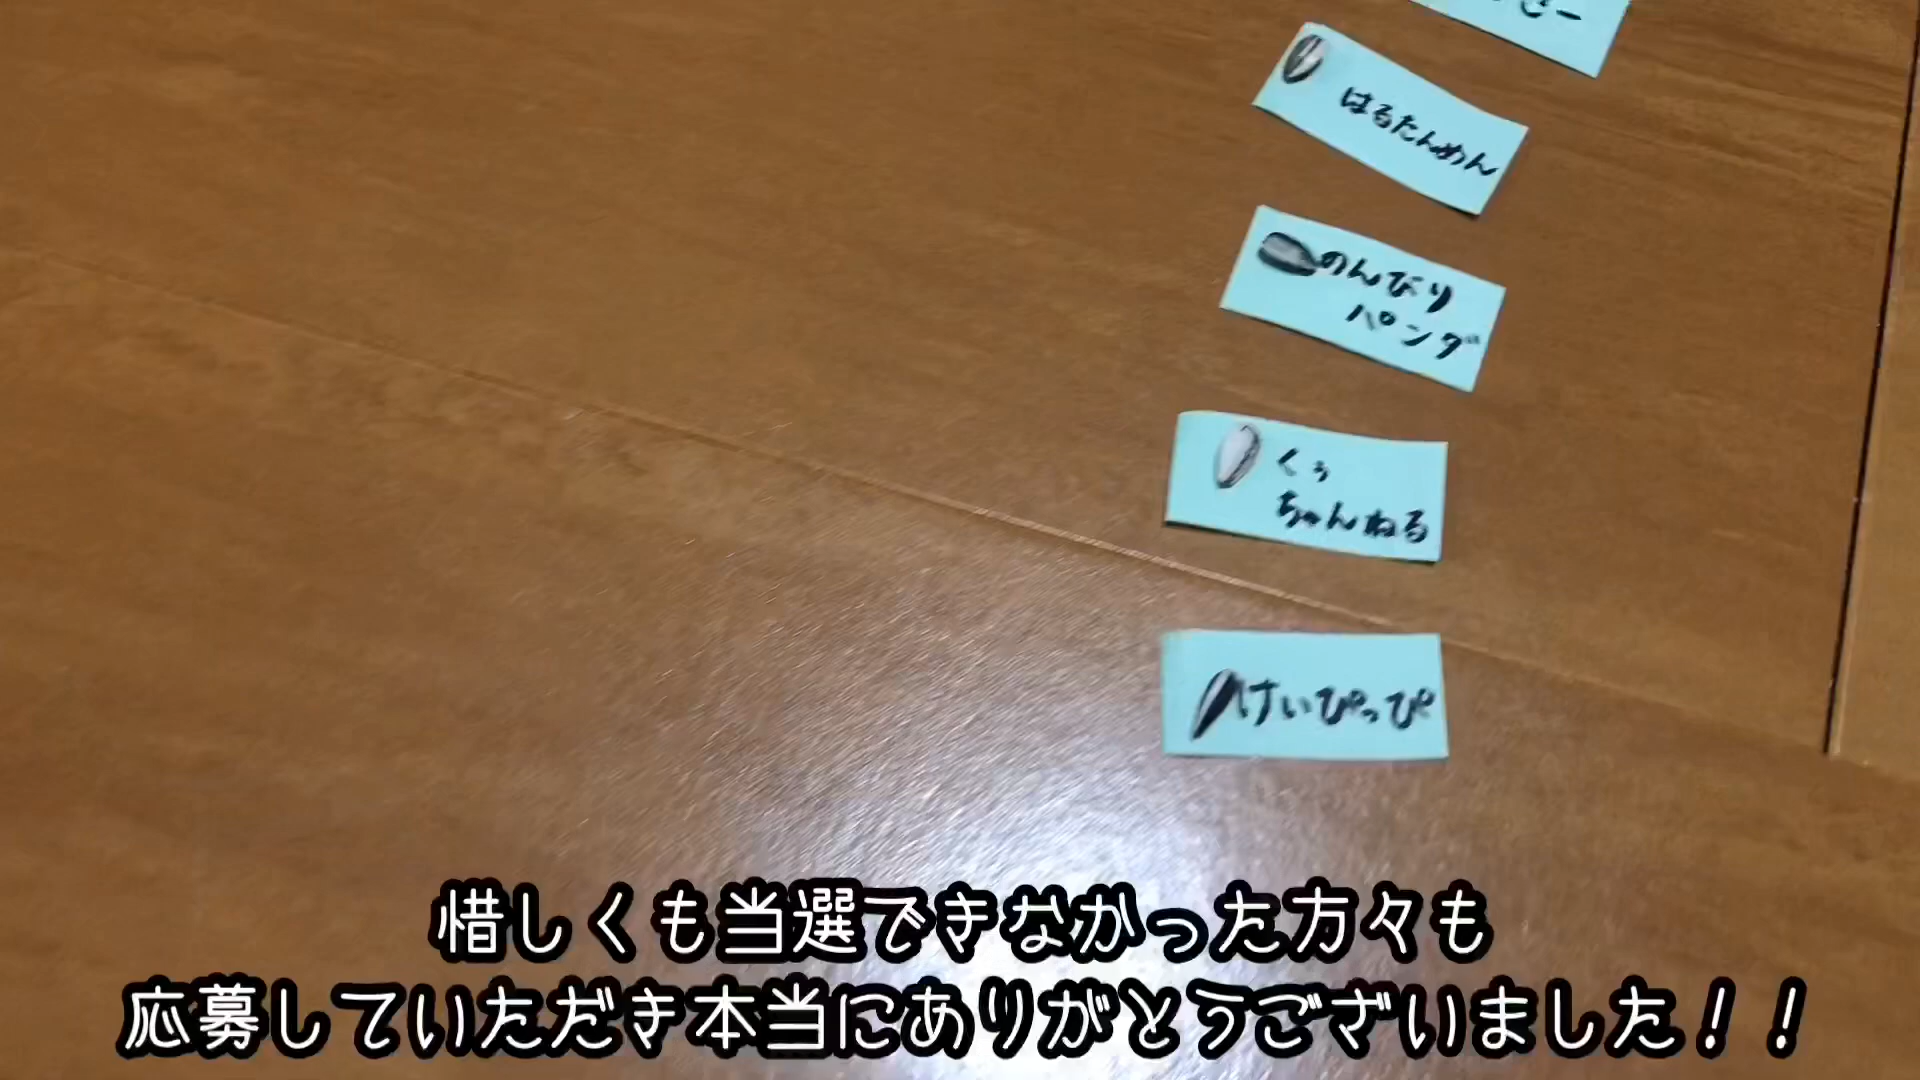 はるたんめん
のんびり
パンダ
くぅ
ちゃんねる
けいぴっぴ
惜しくも当選できなかった方々も
応募していただき本当にありがとうございました！！